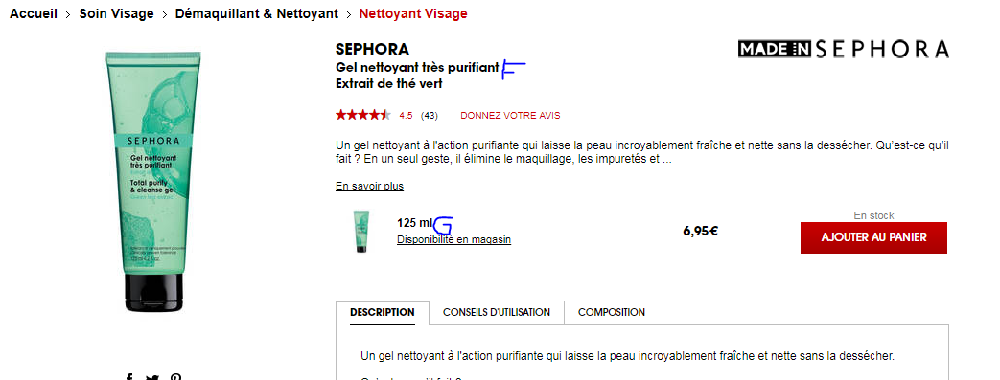 Accueil > Soin Visage > Démaquillant & Nettoyant > Nettoyant Visage
SEPHORA
Gel nettoyant très purifiant F
Extrait de thé vert
MADE IN SEPHORA
4.5 (43) DONNEZ VOTRE AVIS
Un gel nettoyant à l'action purifiante qui laisse la peau incroyablement fraîche et nette sans la dessécher. Qu'est-ce qu'il
fait ? En un seul geste, il élimine le maquillage, les impuretés et ...
En savoir plus
SEPHORA
Gel nettoyant
très purifiant
Total purity
& cleanse gel
125 ml G
Disponibilité en magasin
6,95€
En stock
AJOUTER AU PANIER
DESCRIPTION
CONSEILS D'UTILISATION
COMPOSITION
Un gel nettoyant à l'action purifiante qui laisse la peau incroyablement fraîche et nette sans la dessécher.